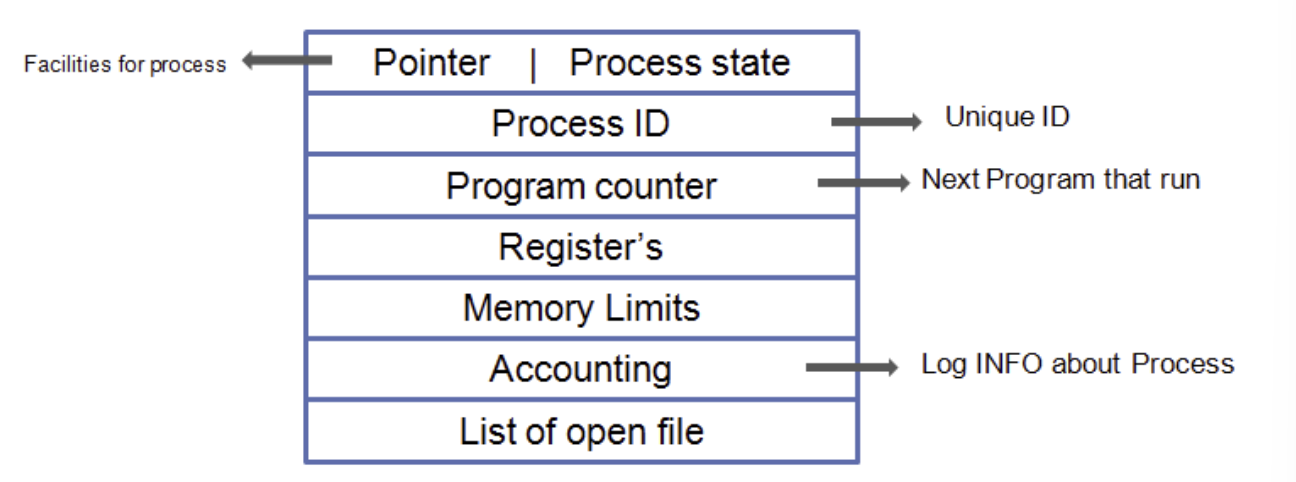 Facilities for process
Pointer | Process state
Process ID
Unique ID
Program counter
Next Program that run
Register’s
Memory Limits
Accounting
Log INFO about Process
List of open file